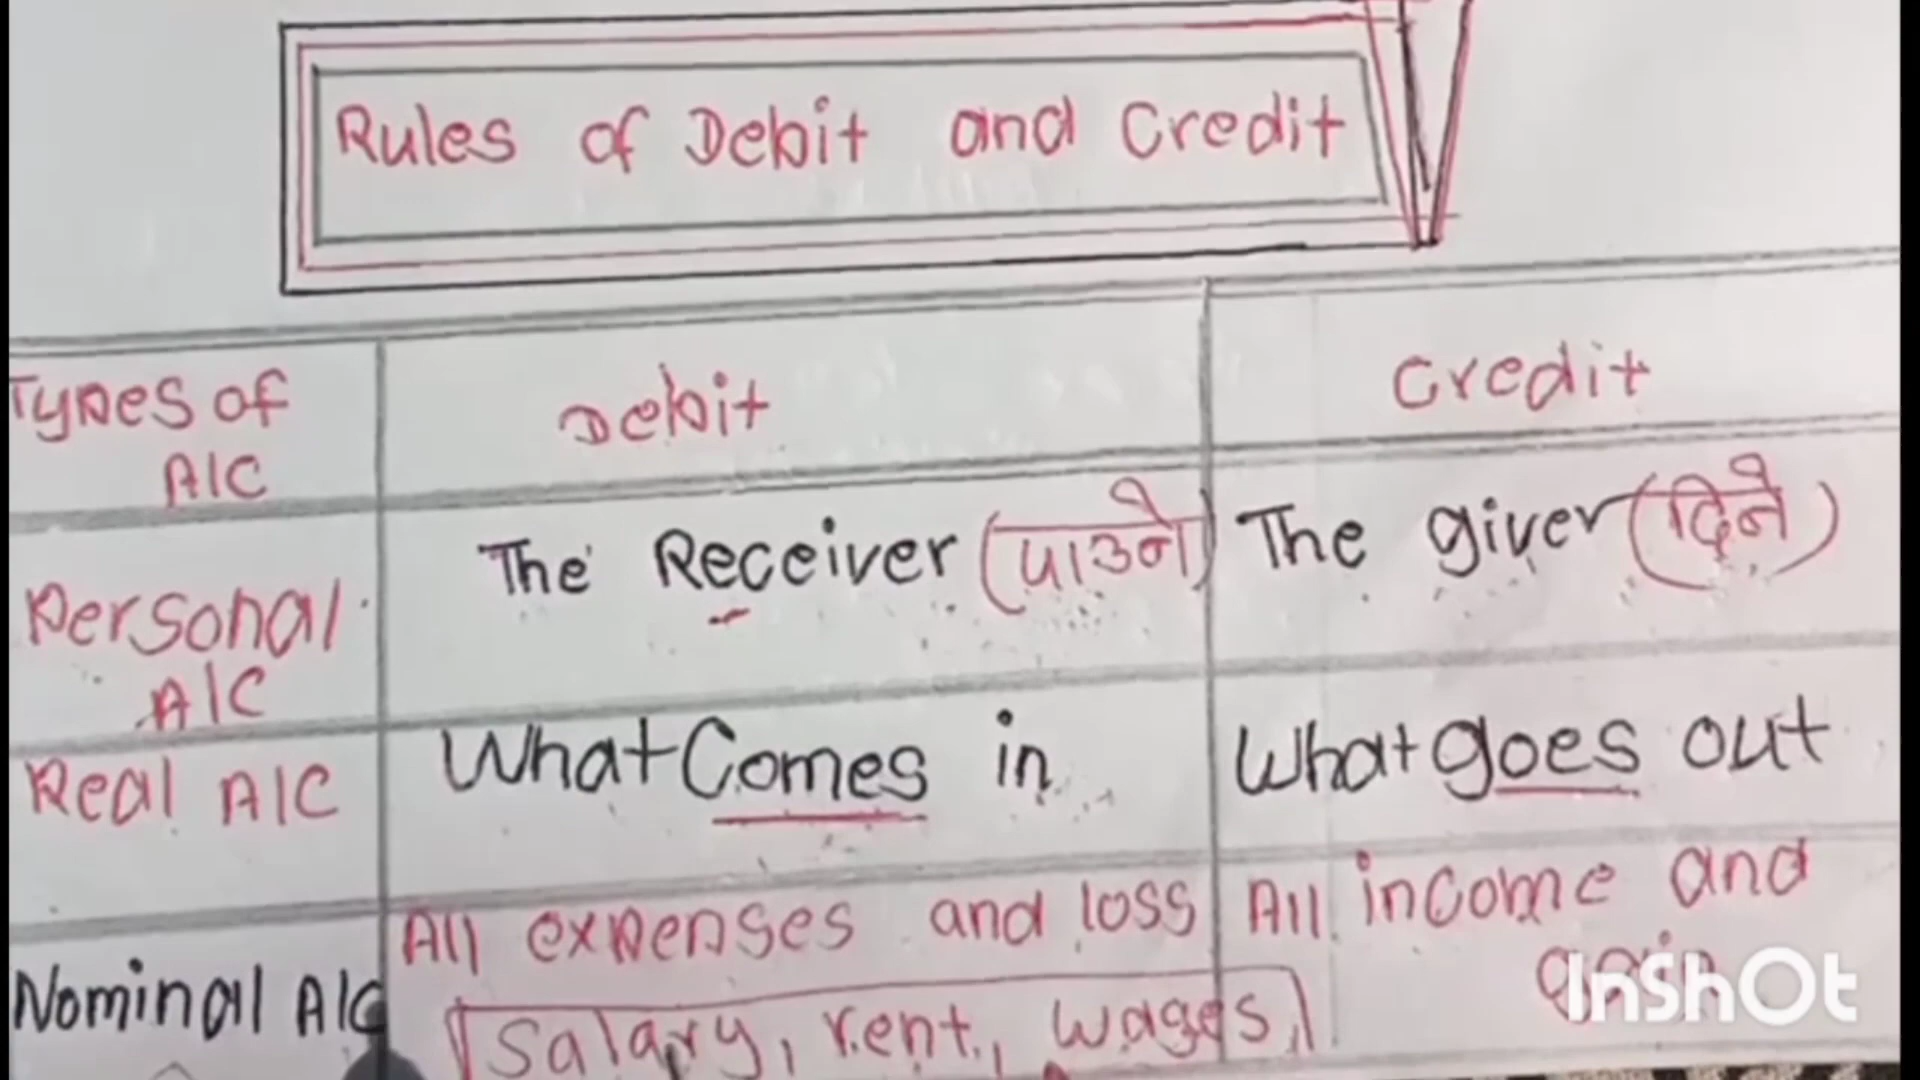 Rules of Debit and Credit
Types of A/C
Debit
Credit
Personal A/C
The Receiver (पाउने)
The giver (दिने)
Real A/C
What Comes in
What goes out
Nominal A/C
All expenses and loss
Salary, rent, wages
All income and
gain
InShOt